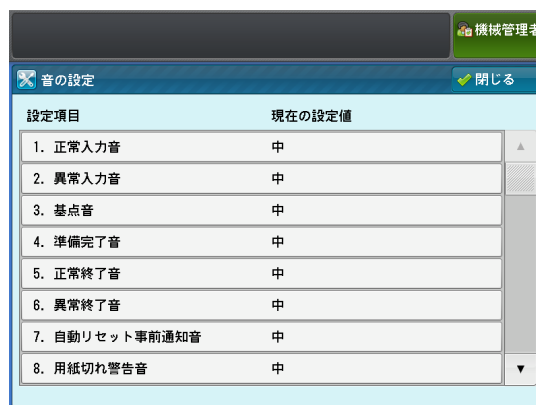 機械管理者
音の設定
閉じる
設定項目 現在の設定値
1. 正常入力音 中
2. 異常入力音 中
3. 基点音 中
4. 準備完了音 中
5. 正常終了音 中
6. 異常終了音 中
7. 自動リセット事前通知音 中
8. 用紙切れ警告音 中